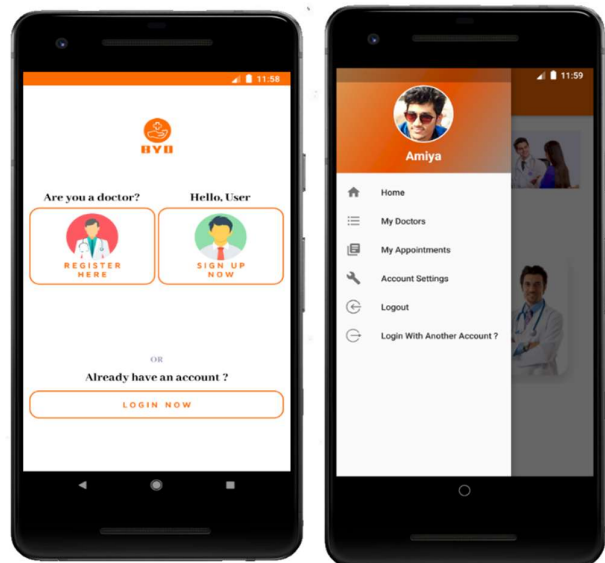 11:58
BYD
Are you a doctor?
Hello, User
REGISTER
HERE
SIGN UP
NOW
OR
Already have an account ?
LOGIN NOW
11:59
Amiya
Home
My Doctors
My Appointments
Account Settings
Logout
Login With Another Account ?